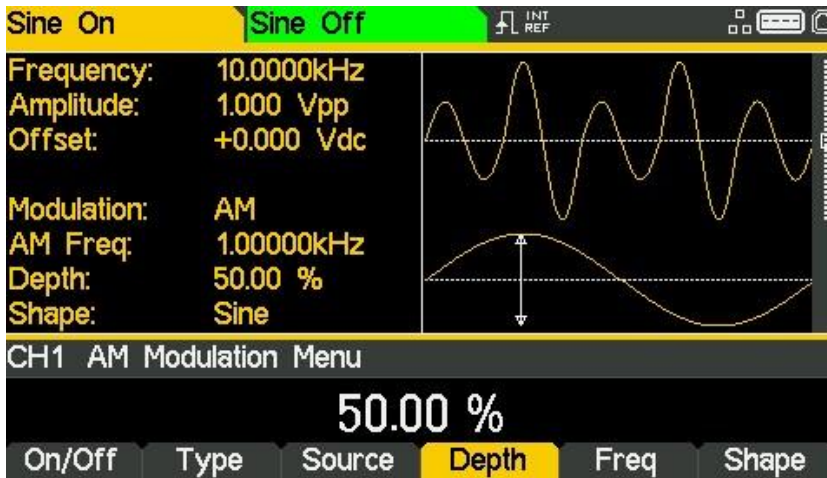 Sine On Sine Off INT REF
Frequency: 10.0000kHz
Amplitude: 1.000 Vpp
Offset: +0.000 Vdc
Modulation: AM
AM Freq: 1.00000kHz
Depth: 50.00 %
Shape: Sine
CH1 AM Modulation Menu
50.00 %
On/Off Type Source Depth Freq Shape